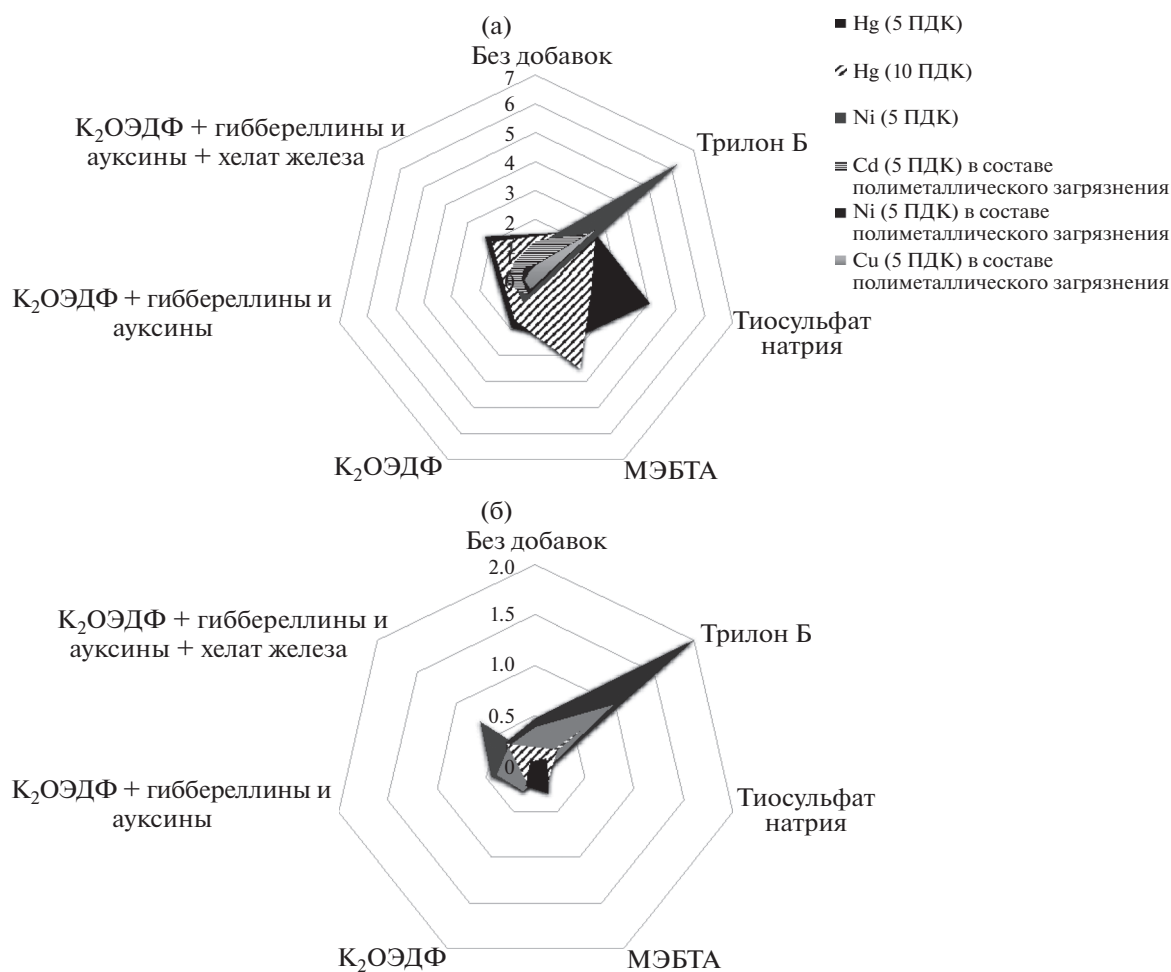 (а)
Без добавок
7
6
5
4
3
2
1
0
Трилон Б
Тиосульфат
натрия
МЭБТА
K₂ОЭДФ
K₂ОЭДФ + гиббереллины и
ауксины
K₂ОЭДФ + гиббереллины и
ауксины + хелат железа
Hg (5 ПДК)
Hg (10 ПДК)
Ni (5 ПДК)
Cd (5 ПДК) в составе
полиметаллического загрязнения
Ni (5 ПДК) в составе
полиметаллического загрязнения
Cu (5 ПДК) в составе
полиметаллического загрязнения
(б)
Без добавок
2.0
1.5
1.0
0.5
0
Трилон Б
Тиосульфат
натрия
МЭБТА
K₂ОЭДФ
K₂ОЭДФ + гиббереллины и
ауксины
K₂ОЭДФ + гиббереллины и
ауксины + хелат железа